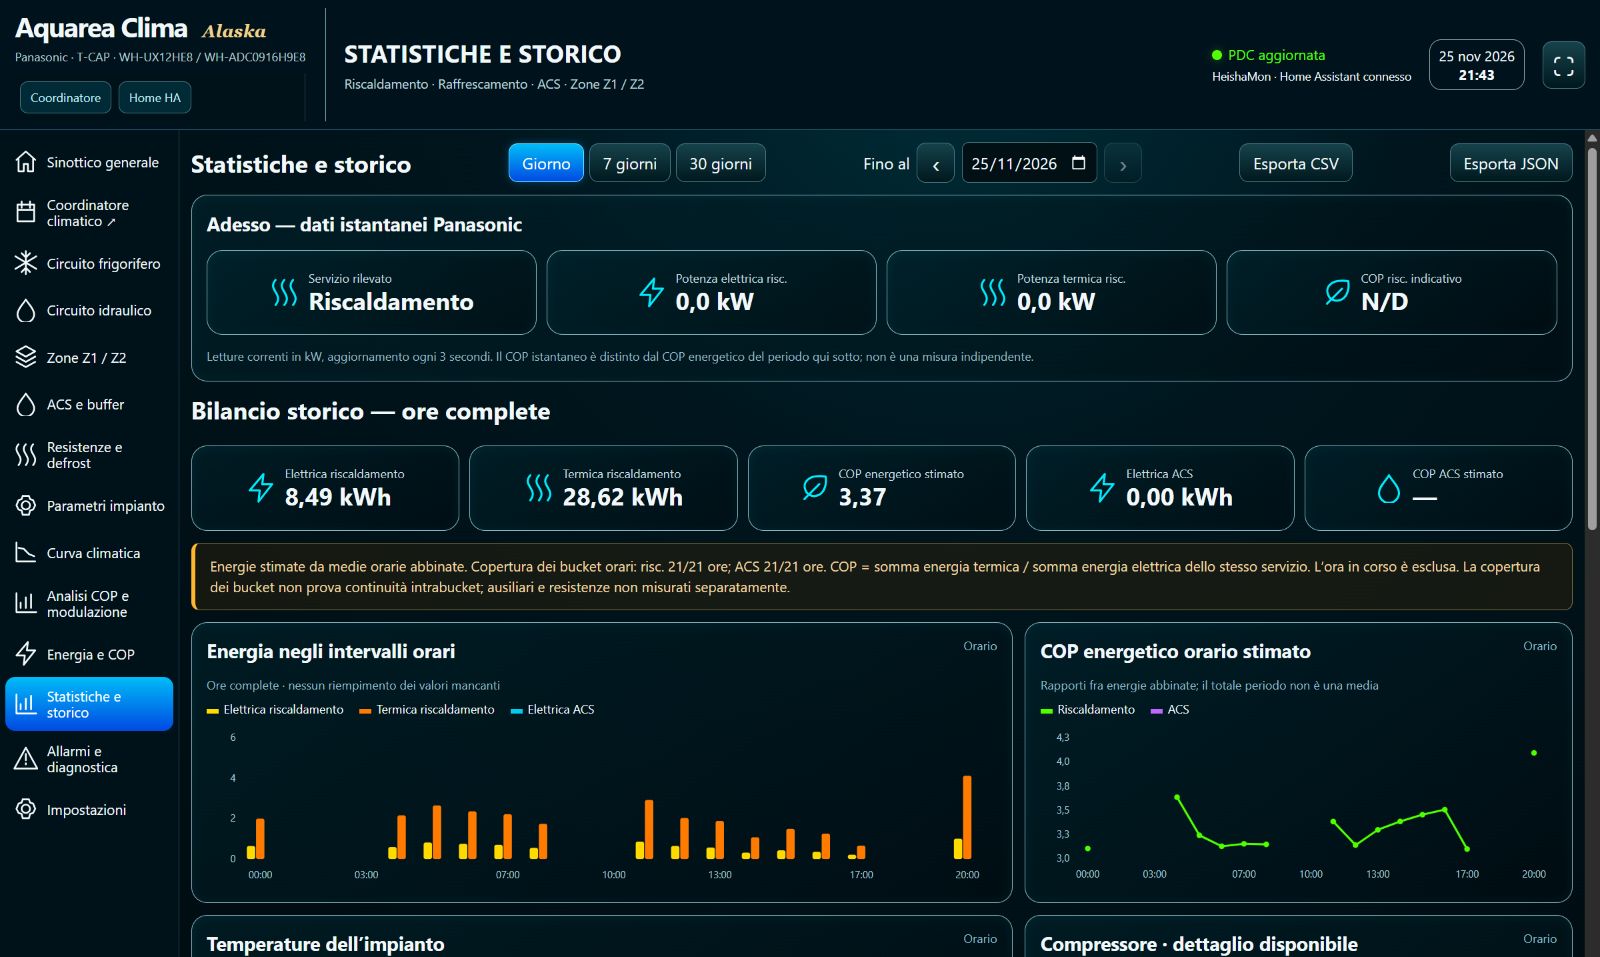 Aquarea Clima Alaska
Panasonic · T-CAP · WH-UX12HE8 / WH-ADC0916H9E8
Coordinatore
Home HA
STATISTICHE E STORICO
Riscaldamento · Raffrescamento · ACS · Zone Z1 / Z2
PDC aggiornata
HeishaMon · Home Assistant connesso
25 nov 2026
21:43
Sinottico generale
Coordinatore
climatico ↗
Circuito frigorifero
Circuito idraulico
Zone Z1 / Z2
ACS e buffer
Resistenze e
defrost
Parametri impianto
Curva climatica
Analisi COP e
modulazione
Energia e COP
Statistiche e
storico
Allarmi e
diagnostica
Impostazioni
Statistiche e storico
Giorno
7 giorni
30 giorni
Fino al
‹
25/11/2026
›
Esporta CSV
Esporta JSON
Adesso — dati istantanei Panasonic
Servizio rilevato
Riscaldamento
Potenza elettrica risc.
0,0 kW
Potenza termica risc.
0,0 kW
COP risc. indicativo
N/D
Letture correnti in kW, aggiornamento ogni 3 secondi. Il COP istantaneo è distinto dal COP energetico del periodo qui sotto; non è una misura indipendente.
Bilancio storico — ore complete
Elettrica riscaldamento
8,49 kWh
Termica riscaldamento
28,62 kWh
COP energetico stimato
3,37
Elettrica ACS
0,00 kWh
COP ACS stimato
—
Energie stimate da medie orarie abbinate. Copertura dei bucket orari: risc. 21/21 ore; ACS 21/21 ore. COP = somma energia termica / somma energia elettrica dello stesso servizio. L'ora in corso è esclusa. La copertura
dei bucket non prova continuità intrabucket; ausiliari e resistenze non misurati separatamente.
Energia negli intervalli orari
Orario
Ore complete · nessun riempimento dei valori mancanti
Elettrica riscaldamento
Termica riscaldamento
Elettrica ACS
6
4
2
0
00:00
03:00
07:00
10:00
13:00
17:00
20:00
COP energetico orario stimato
Orario
Rapporti fra energie abbinate; il totale periodo non è una media
Riscaldamento
ACS
4,3
4,0
3,8
3,5
3,3
3,0
00:00
03:00
07:00
10:00
13:00
17:00
20:00
Temperature dell'impianto
Orario
Compressore · dettaglio disponibile
Orario